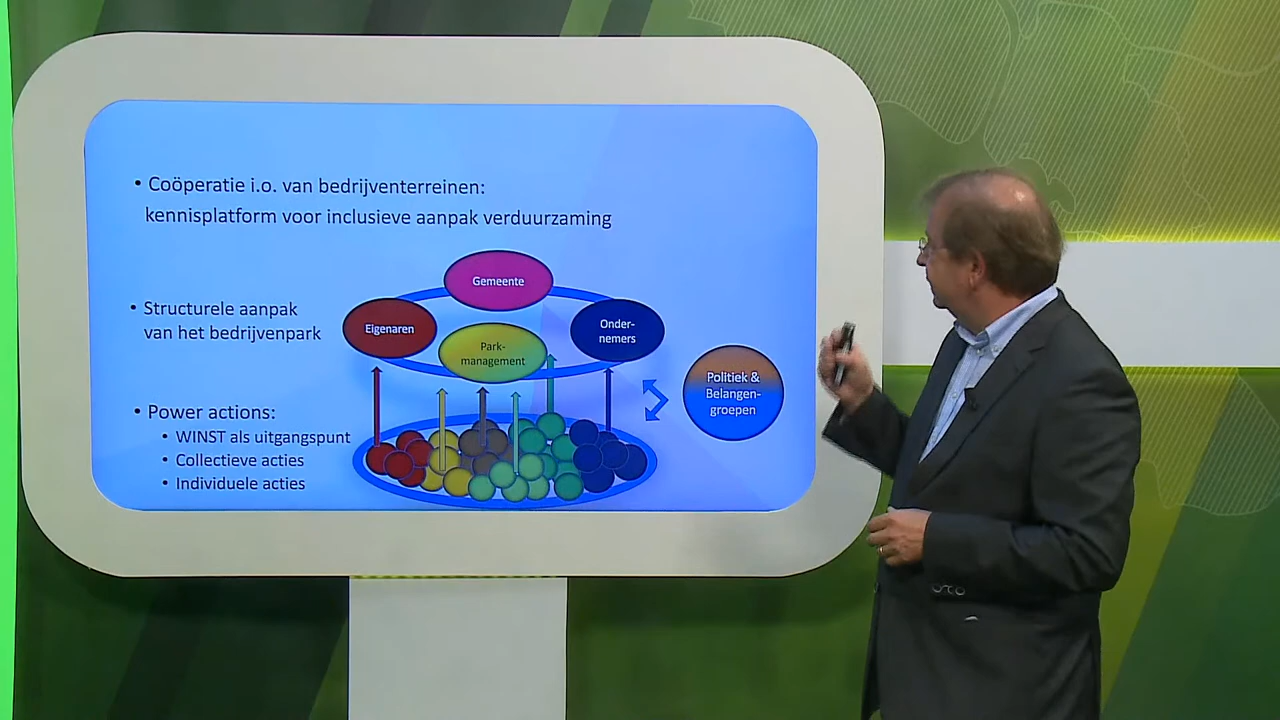 • Coöperatie i.o. van bedrijventerreinen:
kennisplatform voor inclusieve aanpak verduurzaming
• Structurele aanpak
van het bedrijvenpark
Gemeente
Eigenaren
Park-
management
Onder-
nemers
Politiek &
Belangen-
groepen
• Power actions:
• WINST als uitgangspunt
• Collectieve acties
• Individuele acties